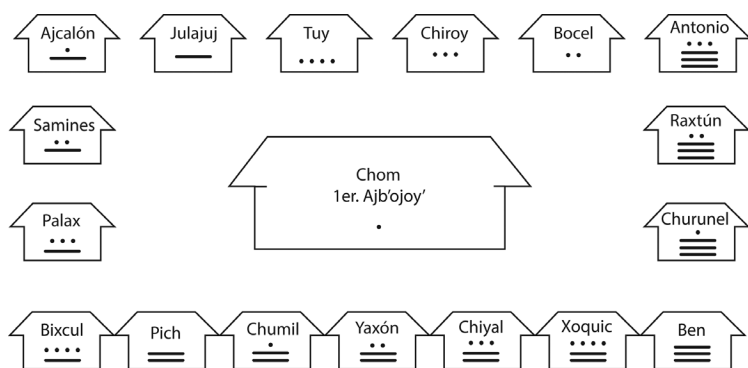 Ajcalón
Julajuj
Tuy
Chiroy
Bocel
Antonio
Samines
Raxtún
Chom
1er. Ajb'ojoy'
Palax
Churunel
Bixcul
Pich
Chumil
Yaxón
Chiyal
Xoquic
Ben